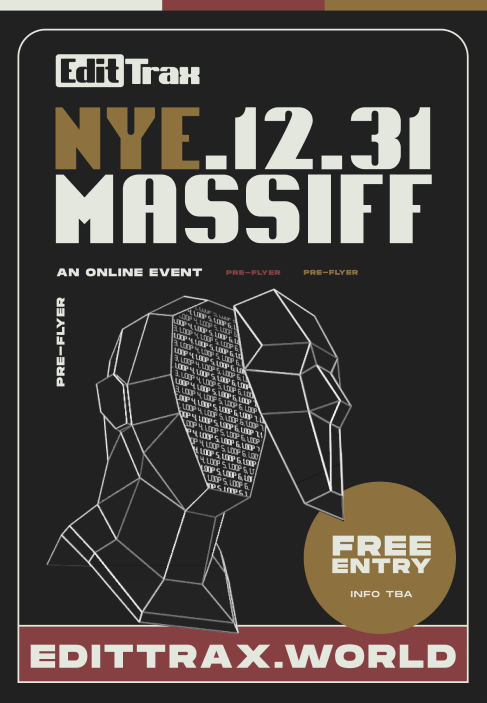 Edit Trax
NYE.12.31
MASSIFF
AN ONLINE EVENT PRE-FLYER PRE-FLYER
PRE-FLYER
FREE
ENTRY
INFO TBA
EDITTRAX.WORLD